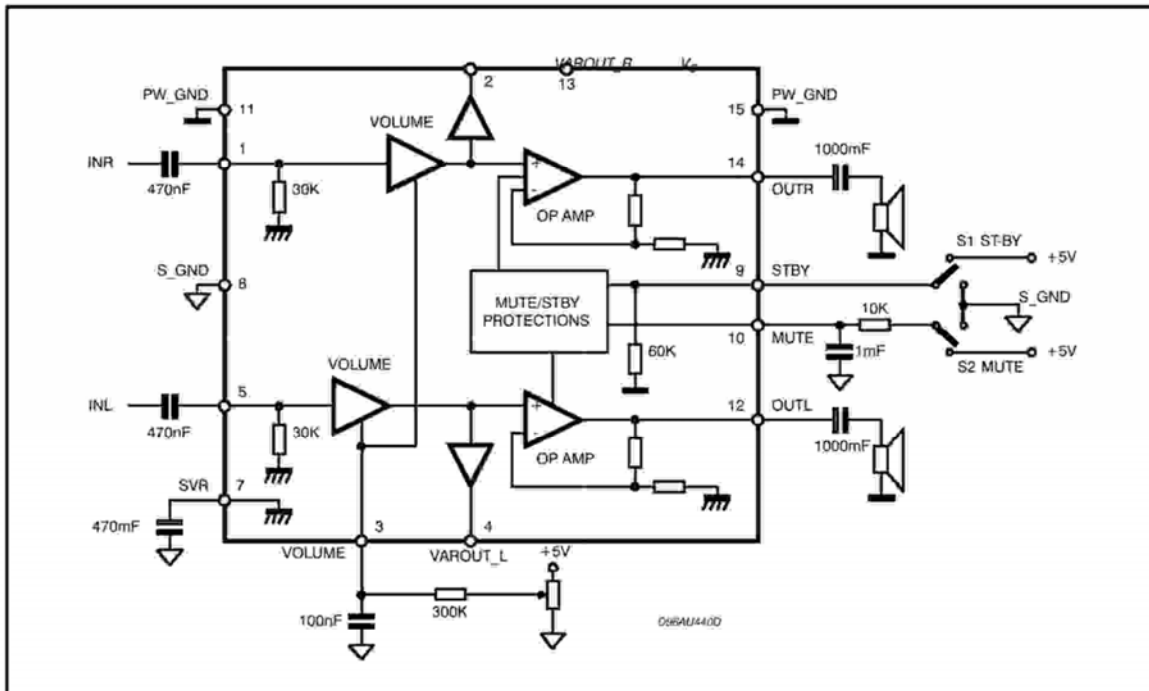 VAROUT_R V_S
2 13
PW_GND 11 15 PW_GND
VOLUME
INR 1 14 1000mF
470nF 30K + - OUTR
OP AMP
S1 ST-BY
9 STBY +5V
S_GND 8
MUTE/STBY
PROTECTIONS
S_GND
10K
10 MUTE
VOLUME 60K 1mF
S2 MUTE +5V
INL 5 12 OUTL
470nF 30K + - 1000mF
OP AMP
SVR 7
470mF
3 4
VOLUME VAROUT_L +5V
300K
100nF
D96AU440D